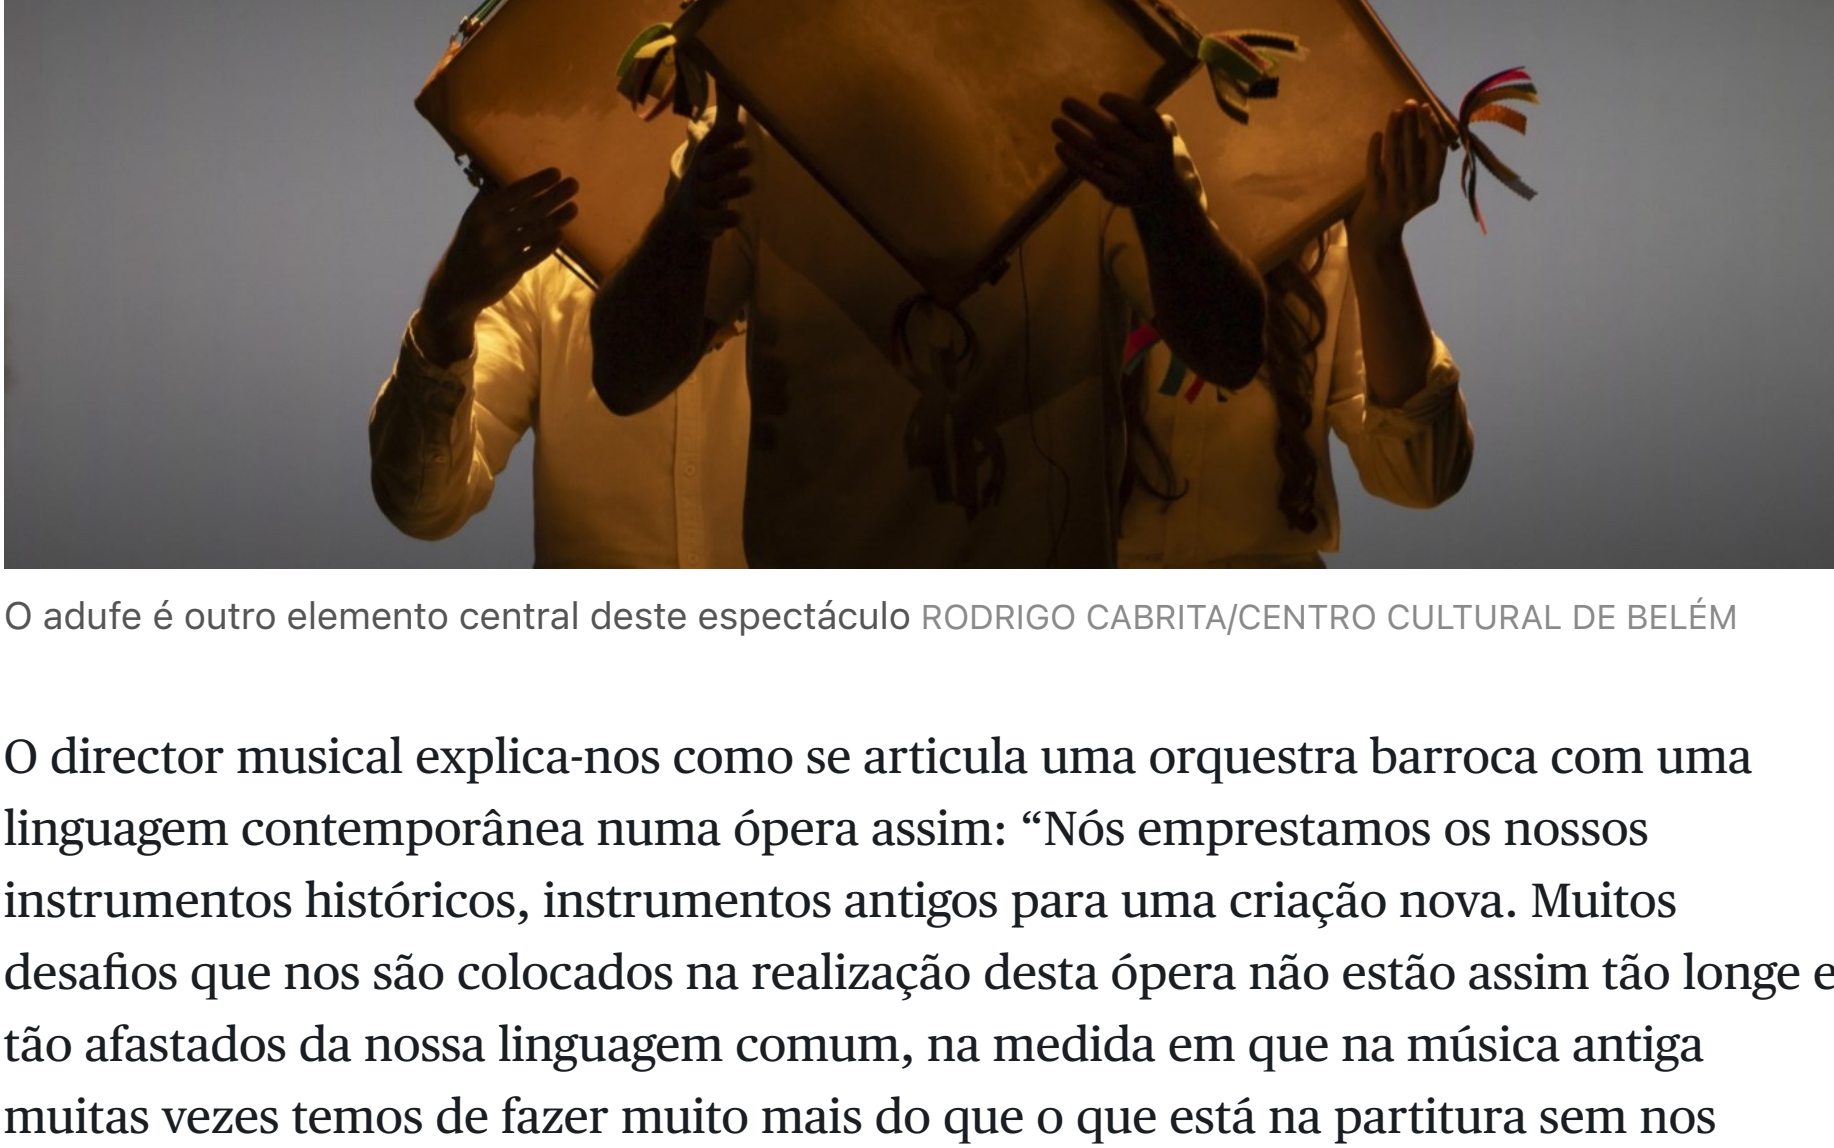 O adufe é outro elemento central deste espectáculo RODRIGO CABRITA/CENTRO CULTURAL DE BELÉM
O director musical explica-nos como se articula uma orquestra barroca com uma
linguagem contemporânea numa ópera assim: “Nós emprestamos os nossos
instrumentos históricos, instrumentos antigos para uma criação nova. Muitos
desafios que nos são colocados na realização desta ópera não estão assim tão longe e
tão afastados da nossa linguagem comum, na medida em que na música antiga
muitas vezes temos de fazer muito mais do que o que está na partitura sem nos